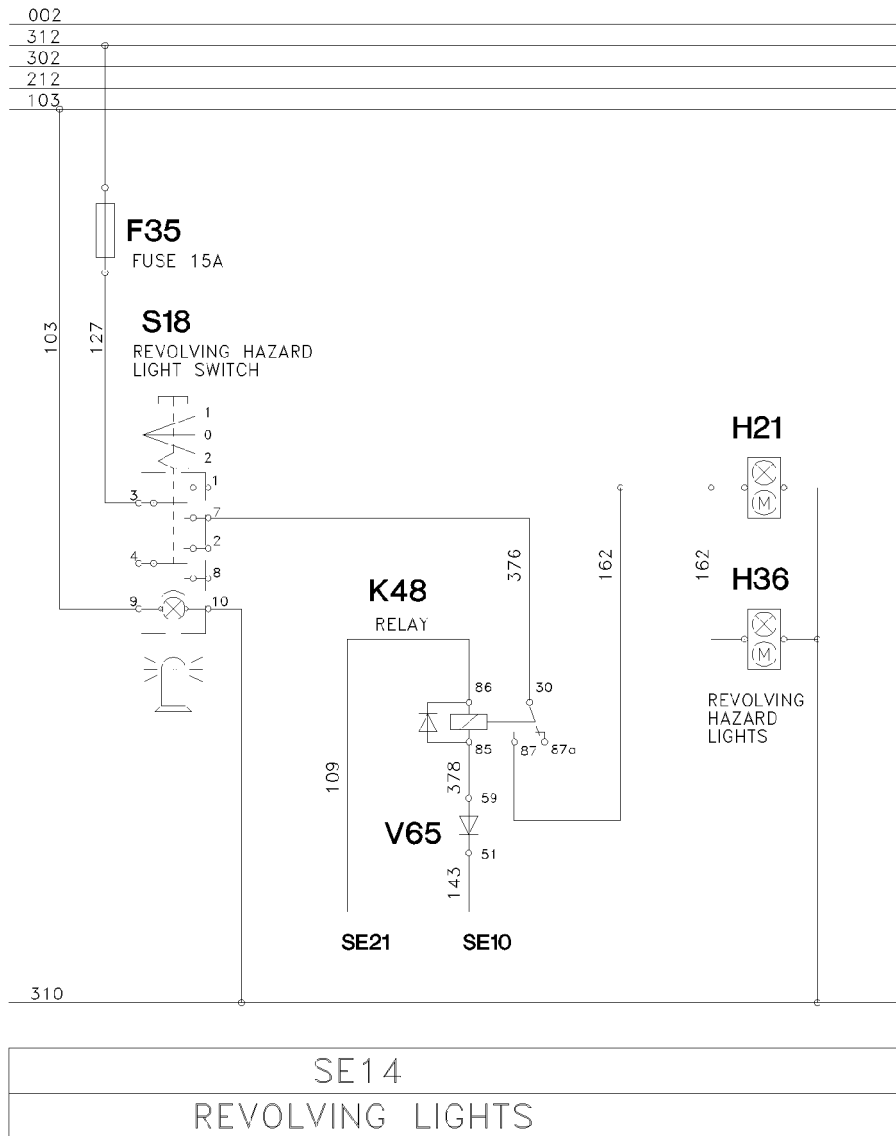 002
312
302
212
103
F35
FUSE 15A
103
127
S18
REVOLVING HAZARD
LIGHT SWITCH
1
0
2
1
3
7
2
4
8
9
10
376
162
162
H21
M
H36
M
REVOLVING
HAZARD
LIGHTS
K48
RELAY
86
30
85
87
87a
109
378
59
V65
51
143
SE21
SE10
310
SE14
REVOLVING LIGHTS